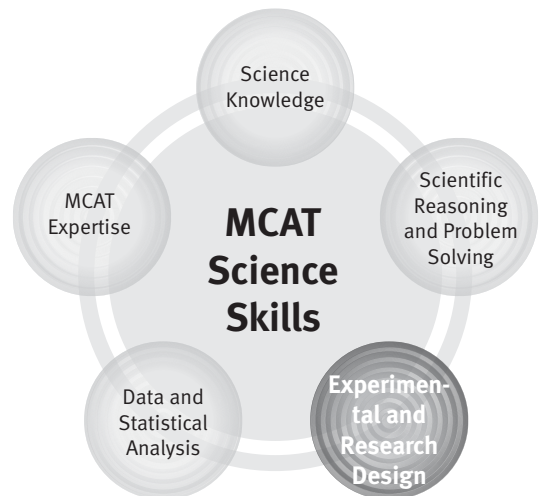 Science
Knowledge
Scientific
Reasoning
and Problem
Solving
MCAT
Expertise
MCAT
Science
Skills
Data and
Statistical
Analysis
Experimen-
tal and
Research
Design